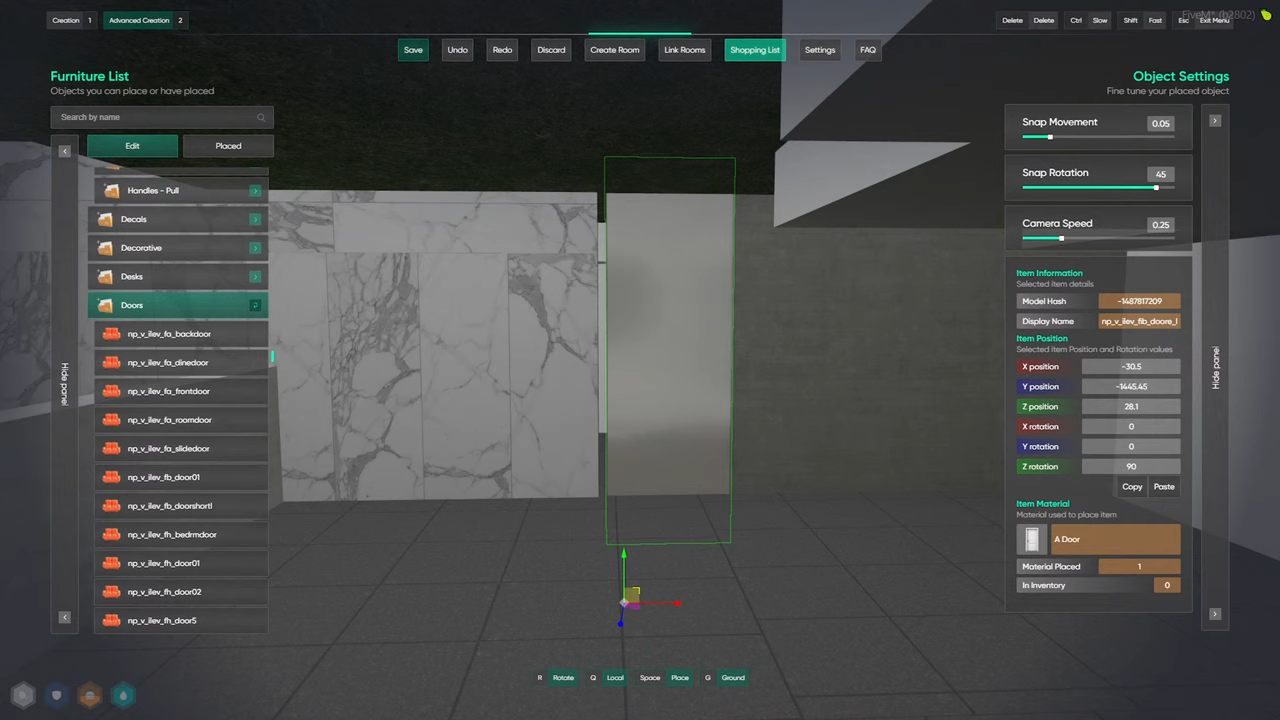 Creation 1 Advanced Creation 2
Delete Delete Ctrl Slow Shift Fast Esc Exit Menu
FiveM* (b2802)
Save Undo Redo Discard Create Room Link Rooms Shopping List Settings FAQ
Furniture List
Objects you can place or have placed
Search by name
Edit Placed
Handles - Pull
Decals
Decorative
Desks
Doors
np_v_ilev_fa_backdoor
np_v_ilev_fa_dinedoor
np_v_ilev_fa_frontdoor
np_v_ilev_fa_roomdoor
np_v_ilev_fa_slidedoor
np_v_ilev_fb_door01
np_v_ilev_fb_doorshortl
np_v_ilev_fh_bedrmdoor
np_v_ilev_fh_door01
np_v_ilev_fh_door02
np_v_ilev_fh_door5
Hide panel
Object Settings
Fine tune your placed object
Snap Movement 0.05
Snap Rotation 45
Camera Speed 0.25
Item Information
Selected item details
Model Hash -1487817209
Display Name np_v_ilev_fib_doore_l
Item Position
Selected item Position and Rotation values
X position -30.5
Y position -1445.45
Z position 28.1
X rotation 0
Y rotation 0
Z rotation 90
Copy Paste
Item Material
Material used to place item
A Door
Material Placed 1
In Inventory 0
Hide panel
R Rotate Q Local Space Place G Ground